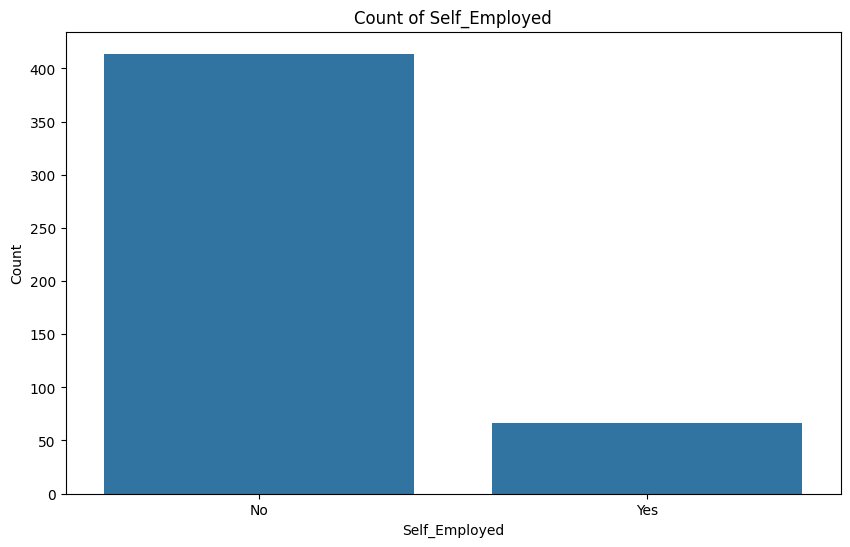 Count of Self_Employed
400
350
300
250
200
150
100
50
0
Count
No
Yes
Self_Employed